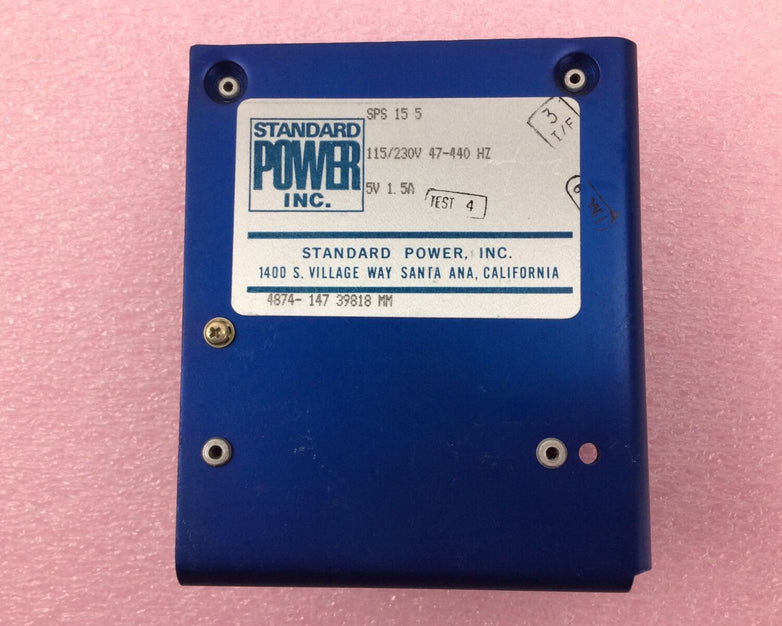 SPS 15 5
STANDARD
POWER
INC.
115/230V 47-440 HZ
5V 1.5A
TEST 4
3
I/F
6 W
STANDARD POWER, INC.
1400 S. VILLAGE WAY SANTA ANA, CALIFORNIA
4874- 147 39818 MM